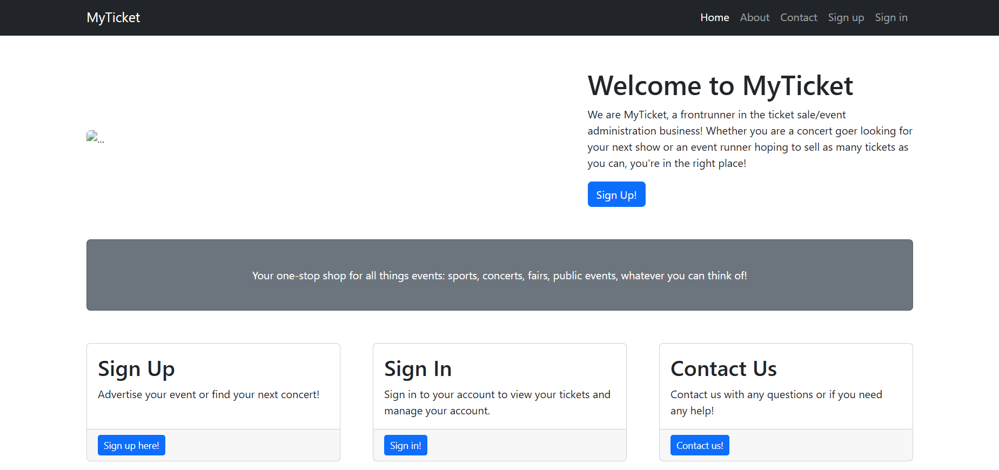 MyTicket
Home About Contact Sign up Sign in
...
Welcome to MyTicket
We are MyTicket, a frontrunner in the ticket sale/event
administration business! Whether you are a concert goer looking for
your next show or an event runner hoping to sell as many tickets as
you can, you're in the right place!
Sign Up!
Your one-stop shop for all things events: sports, concerts, fairs, public events, whatever you can think of!
Sign Up
Advertise your event or find your next concert!
Sign up here!
Sign In
Sign in to your account to view your tickets and
manage your account.
Sign in!
Contact Us
Contact us with any questions or if you need
any help!
Contact us!